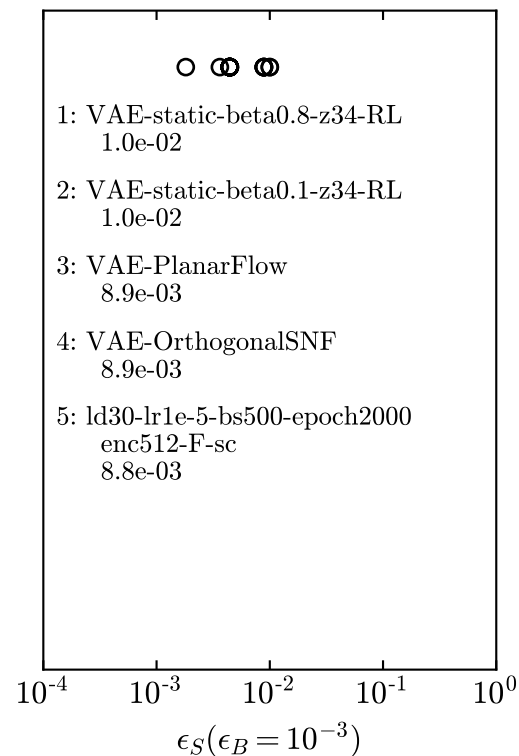 1: VAE-static-beta0.8-z34-RL
1.0e-02
2: VAE-static-beta0.1-z34-RL
1.0e-02
3: VAE-PlanarFlow
8.9e-03
4: VAE-OrthogonalSNF
8.9e-03
5: ld30-lr1e-5-bs500-epoch2000
enc512-F-sc
8.8e-03
10⁻⁴ 10⁻³ 10⁻² 10⁻¹ 10⁰
ϵ_S(ϵ_B = 10⁻³)